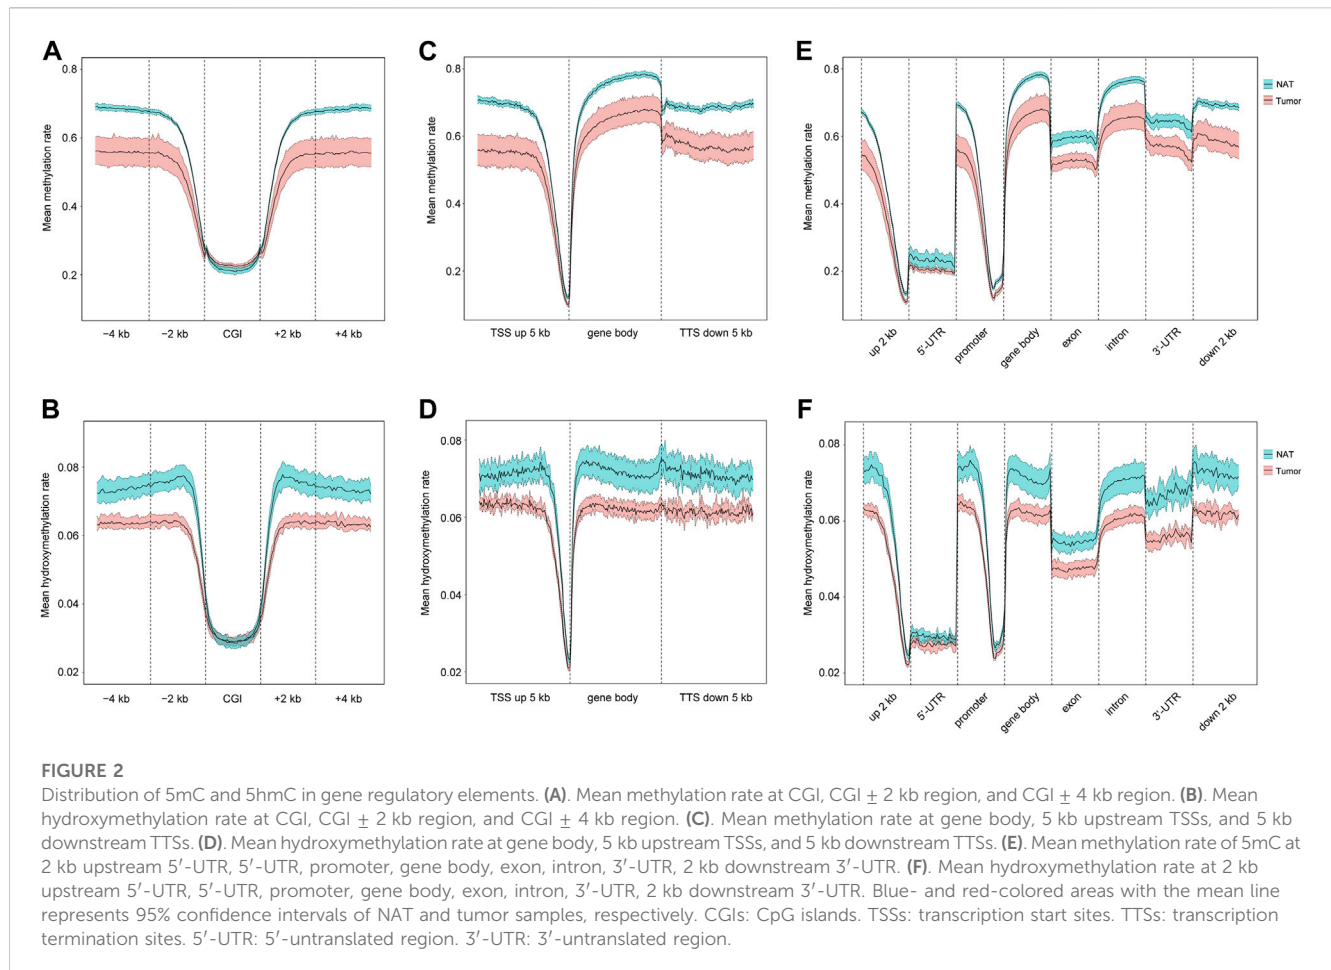 A
Mean methylation rate
0.8
0.6
0.4
0.2
−4 kb
−2 kb
CGI
+2 kb
+4 kb
C
Mean methylation rate
0.8
0.6
0.4
0.2
TSS up 5 kb
gene body
TTS down 5 kb
E
Mean methylation rate
0.8
0.6
0.4
0.2
up 2 kb
5'-UTR
promoter
gene body
exon
intron
3'-UTR
down 2 kb
NAT
Tumor
B
Mean hydroxymethylation rate
0.08
0.06
0.04
0.02
−4 kb
−2 kb
CGI
+2 kb
+4 kb
D
Mean hydroxymethylation rate
0.08
0.06
0.04
0.02
TSS up 5 kb
gene body
TTS down 5 kb
F
Mean hydroxymethylation rate
0.08
0.06
0.04
0.02
up 2 kb
5'-UTR
promoter
gene body
exon
intron
3'-UTR
down 2 kb
NAT
Tumor
FIGURE 2
Distribution of 5mC and 5hmC in gene regulatory elements. (A). Mean methylation rate at CGI, CGI ± 2 kb region, and CGI ± 4 kb region. (B). Mean
hydroxymethylation rate at CGI, CGI ± 2 kb region, and CGI ± 4 kb region. (C). Mean methylation rate at gene body, 5 kb upstream TSSs, and 5 kb
downstream TTSs. (D). Mean hydroxymethylation rate at gene body, 5 kb upstream TSSs, and 5 kb downstream TTSs. (E). Mean methylation rate of 5mC at
2 kb upstream 5′-UTR, 5′-UTR, promoter, gene body, exon, intron, 3′-UTR, 2 kb downstream 3′-UTR. (F). Mean hydroxymethylation rate at 2 kb
upstream 5′-UTR, 5′-UTR, promoter, gene body, exon, intron, 3′-UTR, 2 kb downstream 3′-UTR. Blue- and red-colored areas with the mean line
represents 95% confidence intervals of NAT and tumor samples, respectively. CGIs: CpG islands. TSSs: transcription start sites. TTSs: transcription
termination sites. 5′-UTR: 5′-untranslated region. 3′-UTR: 3′-untranslated region.